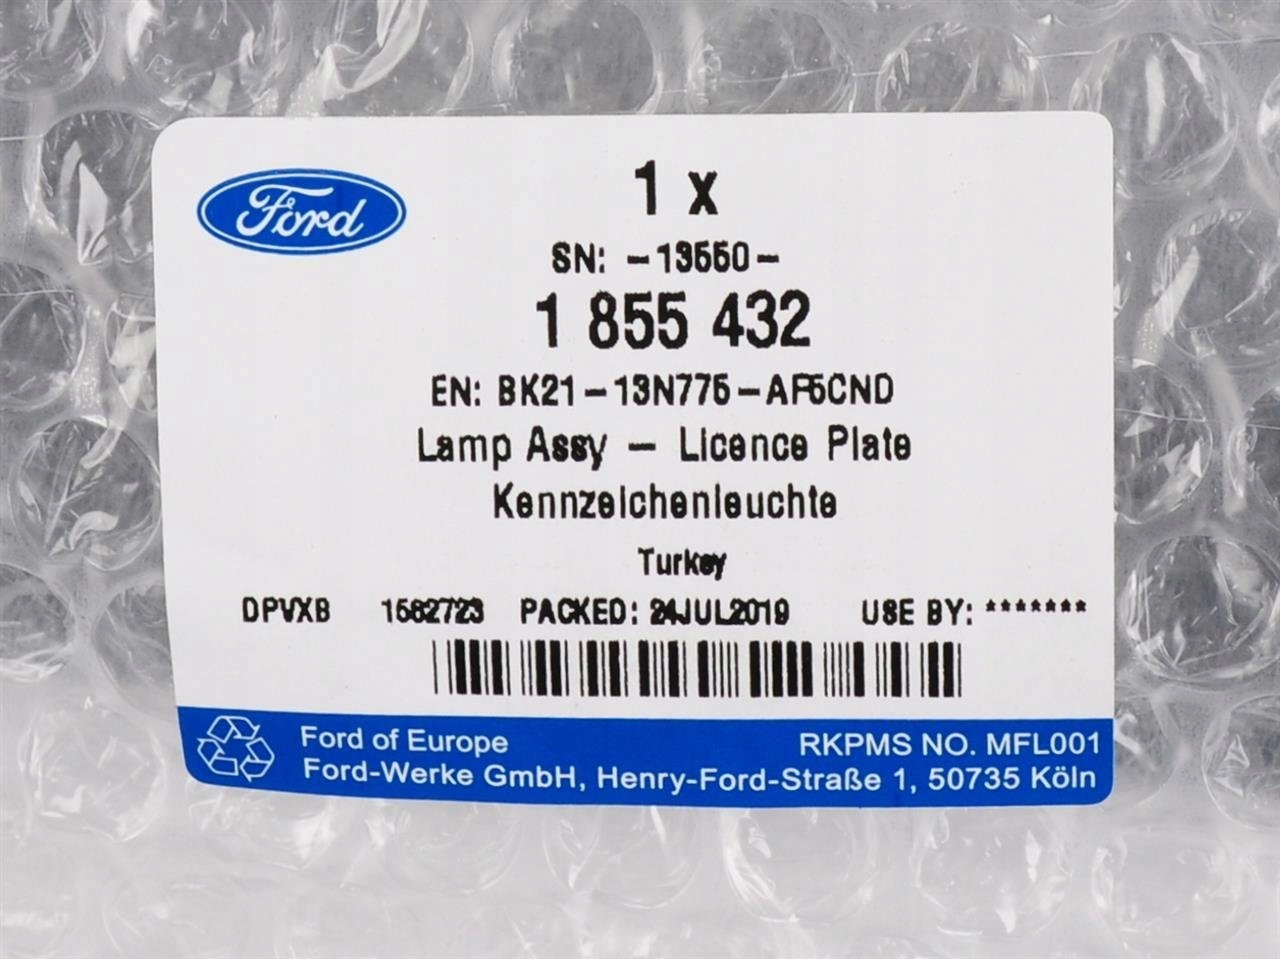 Ford
1 x
SN: -13550-
1 855 432
EN: BK21-13N775-AF5CND
Lamp Assy - Licence Plate
Kennzeichenleuchte
Turkey
DPVXB 1562723 PACKED: 24JUL2019 USE BY: *******
Ford of Europe RKPMS NO. MFL001
Ford-Werke GmbH, Henry-Ford-Straße 1, 50735 Köln